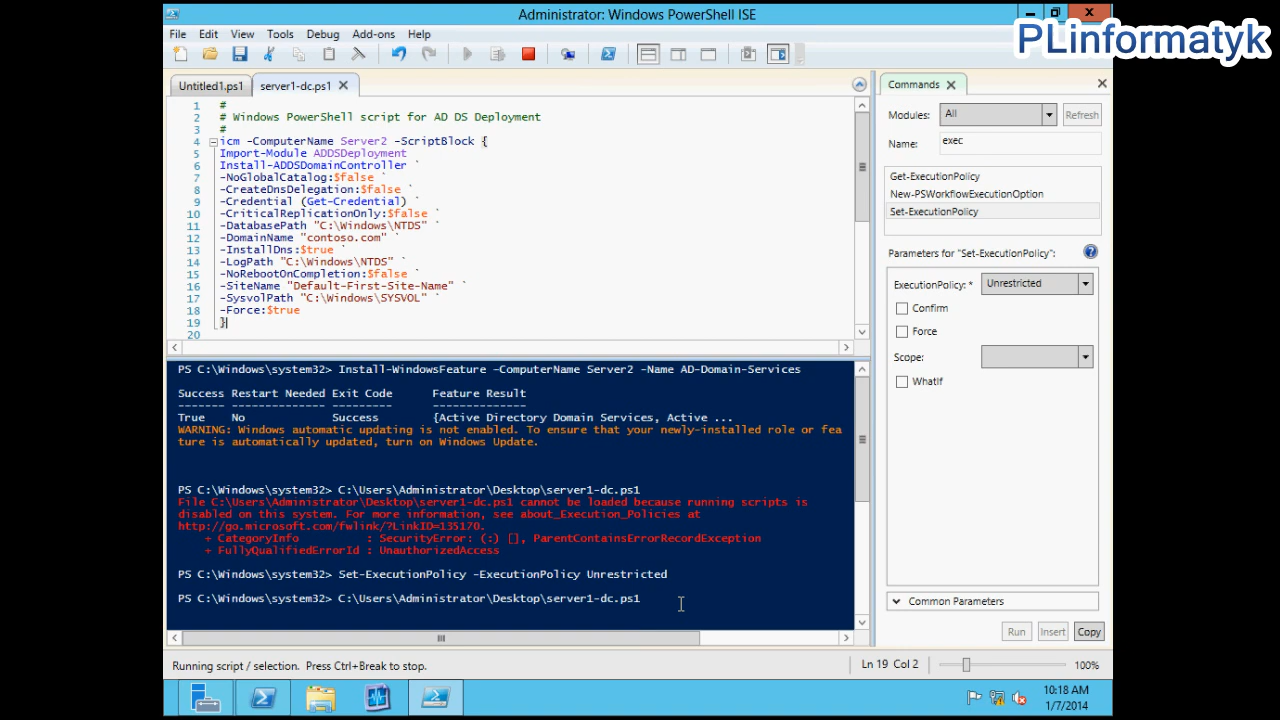 Administrator: Windows PowerShell ISE
PLinformatyk
File Edit View Tools Debug Add-ons Help
Untitled1.ps1 server1-dc.ps1
1 #
2 # Windows PowerShell script for AD DS Deployment
3 #
4 icm -ComputerName Server2 -ScriptBlock {
5 Import-Module ADDSDeployment
6 Install-ADDSDomainController `
7 -NoGlobalCatalog:$false `
8 -CreateDnsDelegation:$false `
9 -Credential (Get-Credential) `
10 -CriticalReplicationOnly:$false `
11 -DatabasePath "C:\Windows\NTDS" `
12 -DomainName "contoso.com" `
13 -InstallDns:$true `
14 -LogPath "C:\Windows\NTDS" `
15 -NoRebootOnCompletion:$false `
16 -SiteName "Default-First-Site-Name" `
17 -SysvolPath "C:\Windows\SYSVOL" `
18 -Force:$true
19 }
20
PS C:\Windows\system32> Install-WindowsFeature -ComputerName Server2 -Name AD-Domain-Services
Success Restart Needed Exit Code Feature Result
------- -------------- --------- --------------
True No Success {Active Directory Domain Services, Active ...
WARNING: Windows automatic updating is not enabled. To ensure that your newly-installed role or fea
ture is automatically updated, turn on Windows Update.
PS C:\Windows\system32> C:\Users\Administrator\Desktop\server1-dc.ps1
File C:\Users\Administrator\Desktop\server1-dc.ps1 cannot be loaded because running scripts is
disabled on this system. For more information, see about_Execution_Policies at
http://go.microsoft.com/fwlink/?LinkID=135170.
+ CategoryInfo : SecurityError: (:) [], ParentContainsErrorRecordException
+ FullyQualifiedErrorId : UnauthorizedAccess
PS C:\Windows\system32> Set-ExecutionPolicy -ExecutionPolicy Unrestricted
PS C:\Windows\system32> C:\Users\Administrator\Desktop\server1-dc.ps1
Commands
Modules: All Refresh
Name: exec
Get-ExecutionPolicy
New-PSWorkflowExecutionOption
Set-ExecutionPolicy
Parameters for "Set-ExecutionPolicy":
ExecutionPolicy: * Unrestricted
Confirm
Force
Scope:
WhatIf
Common Parameters
Run Insert Copy
Running script / selection. Press Ctrl+Break to stop.
Ln 19 Col 2
100%
10:18 AM
1/7/2014